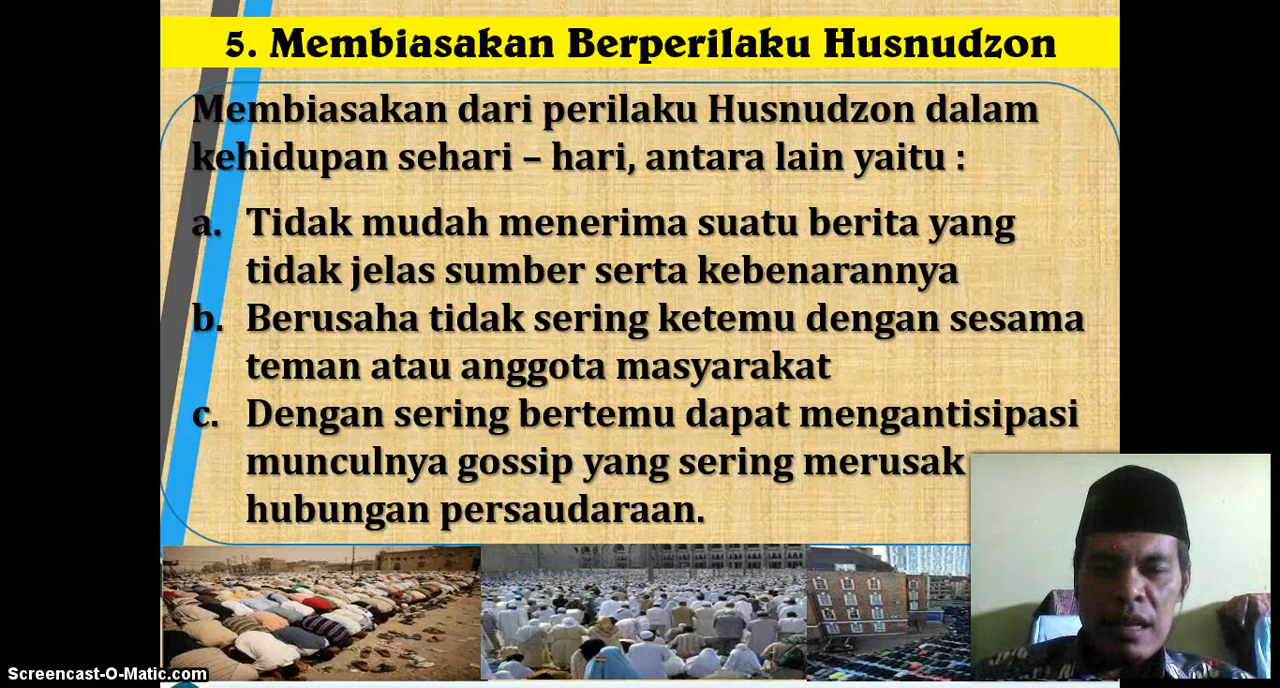 5. Membiasakan Berperilaku Husnudzon
Membiasakan dari perilaku Husnudzon dalam
kehidupan sehari – hari, antara lain yaitu :
a. Tidak mudah menerima suatu berita yang
tidak jelas sumber serta kebenarannya
b. Berusaha tidak sering ketemu dengan sesama
teman atau anggota masyarakat
c. Dengan sering bertemu dapat mengantisipasi
munculnya gossip yang sering merusak
hubungan persaudaraan.
Screencast-O-Matic.com